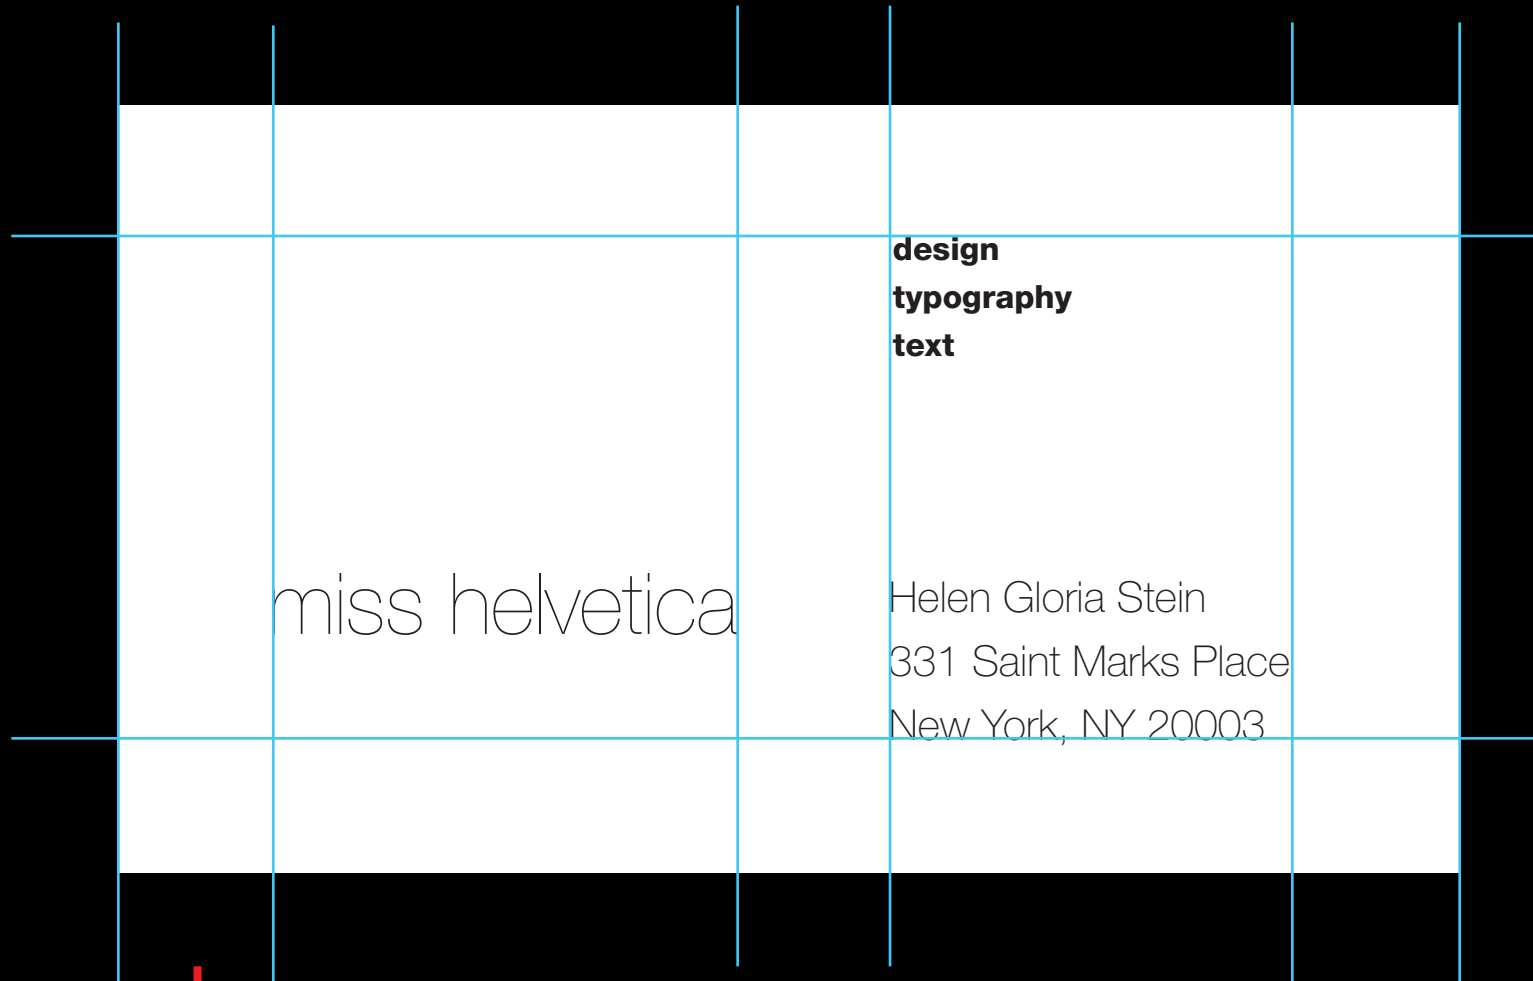 design
typography
text
miss helvetica
Helen Gloria Stein
331 Saint Marks Place
New York, NY 20003